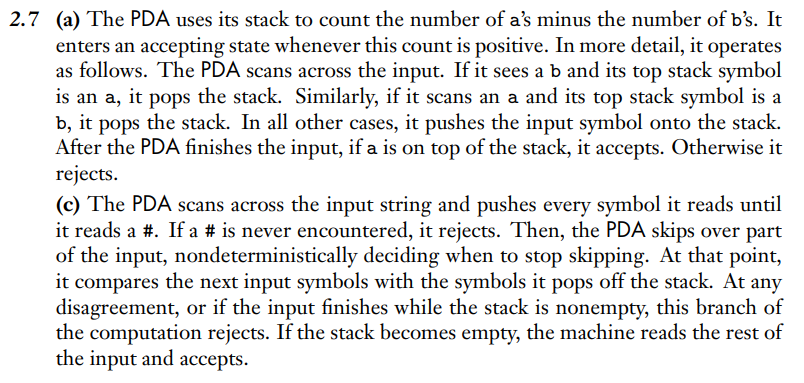 2.7 (a) The PDA uses its stack to count the number of a’s minus the number of b’s. It
enters an accepting state whenever this count is positive. In more detail, it operates
as follows. The PDA scans across the input. If it sees a b and its top stack symbol
is an a, it pops the stack. Similarly, if it scans an a and its top stack symbol is a
b, it pops the stack. In all other cases, it pushes the input symbol onto the stack.
After the PDA finishes the input, if a is on top of the stack, it accepts. Otherwise it
rejects.
(c) The PDA scans across the input string and pushes every symbol it reads until
it reads a #. If a # is never encountered, it rejects. Then, the PDA skips over part
of the input, nondeterministically deciding when to stop skipping. At that point,
it compares the next input symbols with the symbols it pops off the stack. At any
disagreement, or if the input finishes while the stack is nonempty, this branch of
the computation rejects. If the stack becomes empty, the machine reads the rest of
the input and accepts.